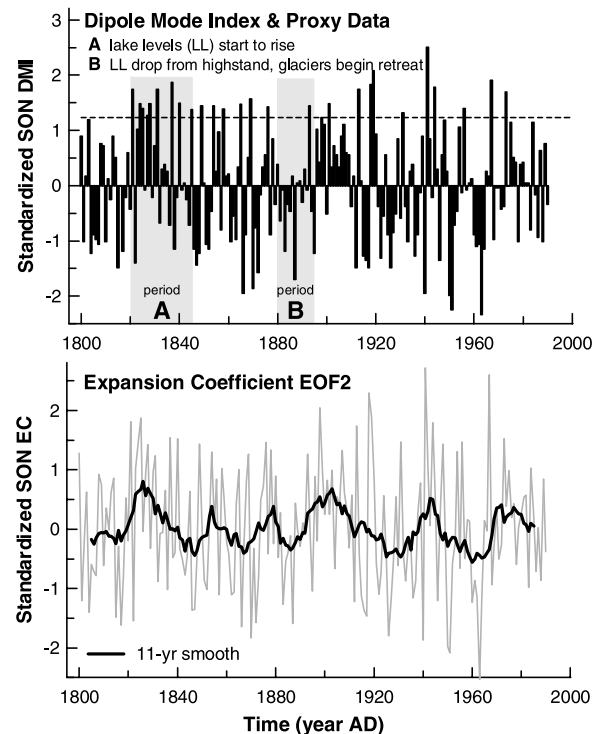 Dipole Mode Index & Proxy Data
A lake levels (LL) start to rise
B LL drop from highstand, glaciers begin retreat
Standardized SON DMI
3
2
1
0
-1
-2
period
A
period
B
1800 1840 1880 1920 1960 2000
Expansion Coefficient EOF2
Standardized SON EC
2
1
0
-1
-2
11-yr smooth
1800 1840 1880 1920 1960 2000
Time (year AD)